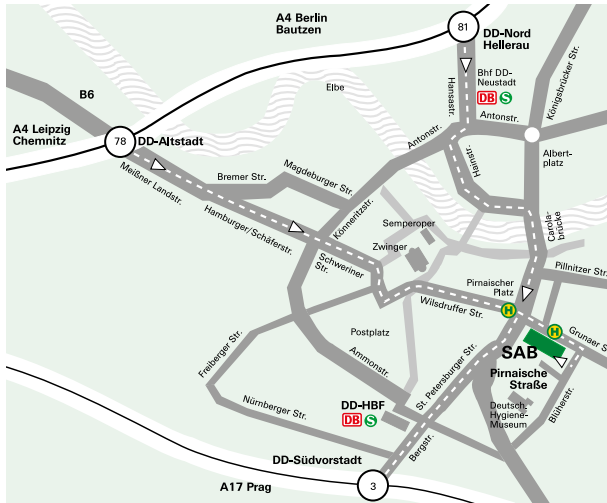 A4 Berlin
Bautzen
81
DD-Nord
Hellerau
Bhf DD-
Neustadt
DB S
Hansastr.
Königsbrücker Str.
Elbe
B6
A4 Leipzig
Chemnitz
78
DD-Altstadt
Antonstr.
Antonstr.
Albert-
platz
Hainstr.
Meißner Landstr.
Bremer Str.
Magdeburger Str.
Könneritzstr.
Hamburger/Schäferstr.
Semperoper
Zwinger
Carola-
brücke
Schweriner
Str.
Pillnitzer Str.
Pirnaischer
Platz
Wilsdruffer Str.
H
H
Grunaer S
Postplatz
SAB
Pirnaische
Straße
Freiberger Str.
Ammonstr.
St. Petersburger Str.
Blüherstr.
Deutsch.
Hygiene-
Museum
Nürnberger Str.
DD-HBF
DB S
Bergstr.
DD-Südvorstadt
3
A17 Prag